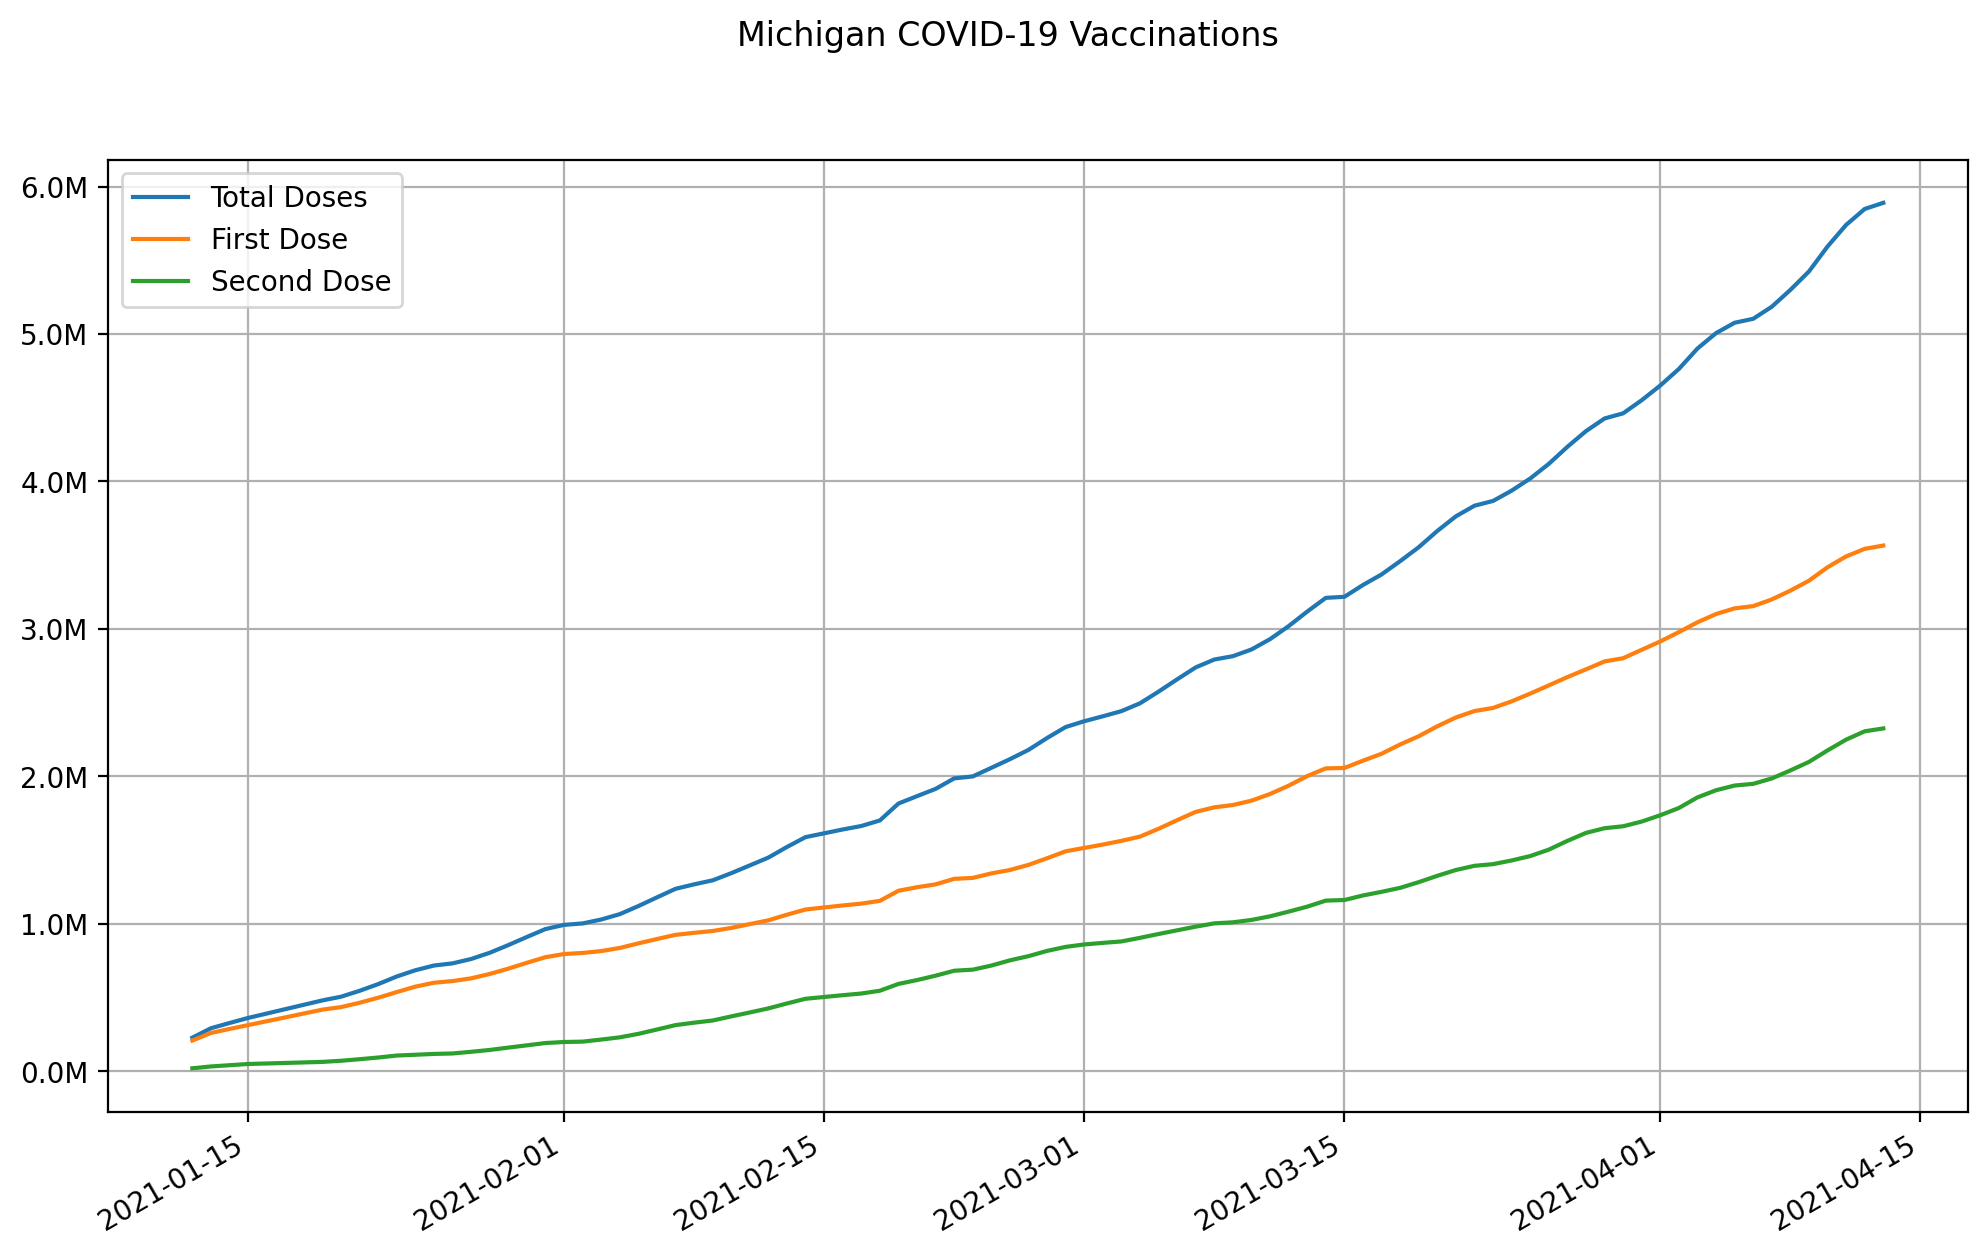 Michigan COVID-19 Vaccinations
Total Doses
First Dose
Second Dose
6.0M
5.0M
4.0M
3.0M
2.0M
1.0M
0.0M
2021-01-15
2021-02-01
2021-02-15
2021-03-01
2021-03-15
2021-04-01
2021-04-15